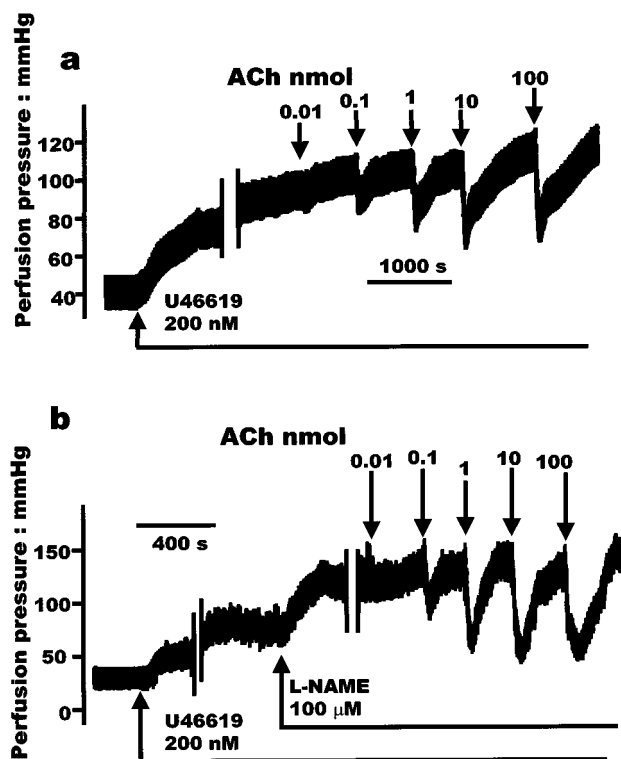 a
ACh nmol
0.01 0.1 1 10 100
Perfusion pressure : mmHg
120
100
80
60
40
1000 s
U46619
200 nM
b
ACh nmol
0.01 0.1 1 10 100
Perfusion pressure : mmHg
400 s
150
100
50
0
L-NAME
100 µM
U46619
200 nM